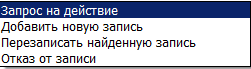 Запрос на действие
Добавить новую запись
Перезаписать найденную запись
Отказ от записи